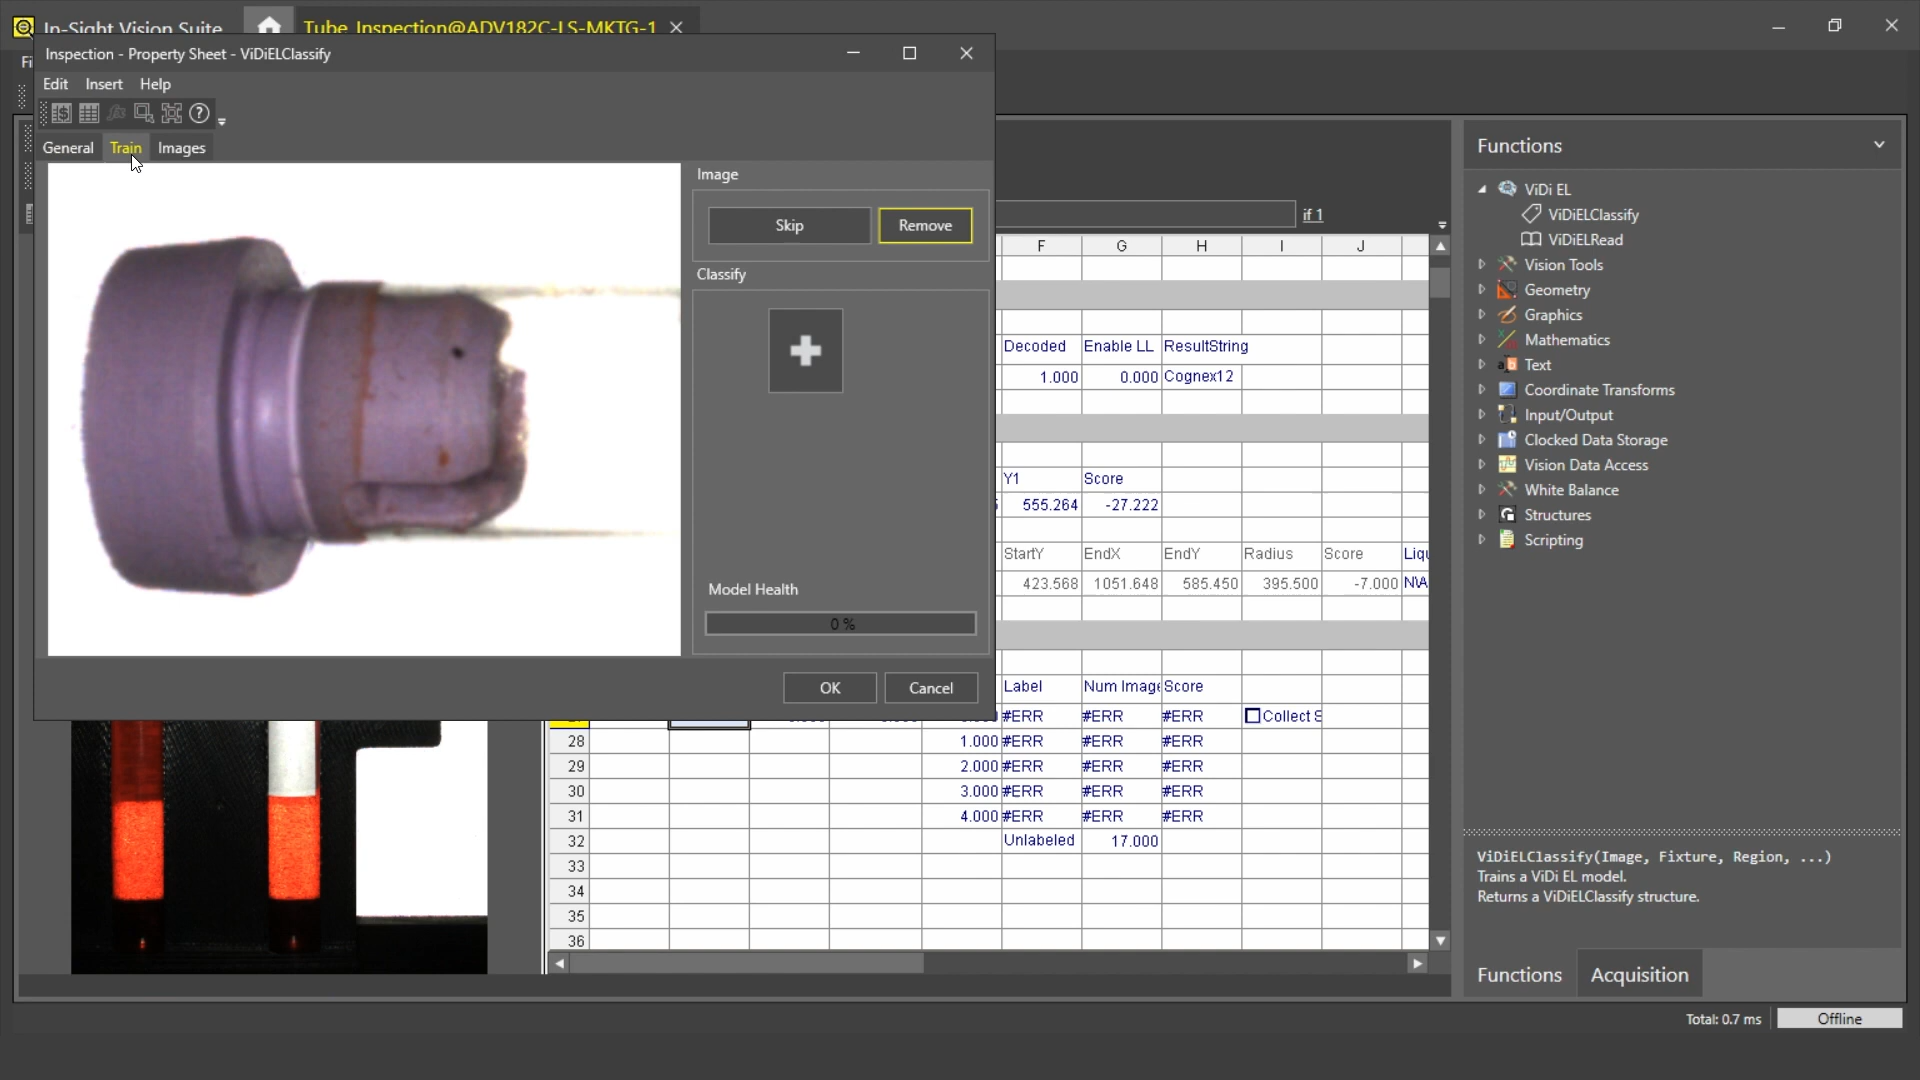 In-Sight Vision Suite
Tube_Inspection@ADV182C-LS-MKTG-1
Inspection - Property Sheet - ViDiELClassify
Edit Insert Help
General Train Images
Image
Skip Remove
Classify
Model Health
0 %
OK Cancel
if 1
F G H I J
Decoded Enable LL ResultString
1.000 0.000 Cognex12
Y1 Score
555.264 -27.222
StartY EndX EndY Radius Score
423.568 1051.648 585.450 395.500 -7.000 N\A
Label Num Image Score
#ERR #ERR #ERR Collect S
28 1.000 #ERR #ERR #ERR
29 2.000 #ERR #ERR #ERR
30 3.000 #ERR #ERR #ERR
31 4.000 #ERR #ERR #ERR
32 Unlabeled 17.000
33
34
35
36
Functions
ViDi EL
ViDiELClassify
ViDiELRead
Vision Tools
Geometry
Graphics
Mathematics
Text
Coordinate Transforms
Input/Output
Clocked Data Storage
Vision Data Access
White Balance
Structures
Scripting
ViDiELClassify(Image, Fixture, Region, ...)
Trains a ViDi EL model.
Returns a ViDiELClassify structure.
Functions Acquisition
Total: 0.7 ms Offline